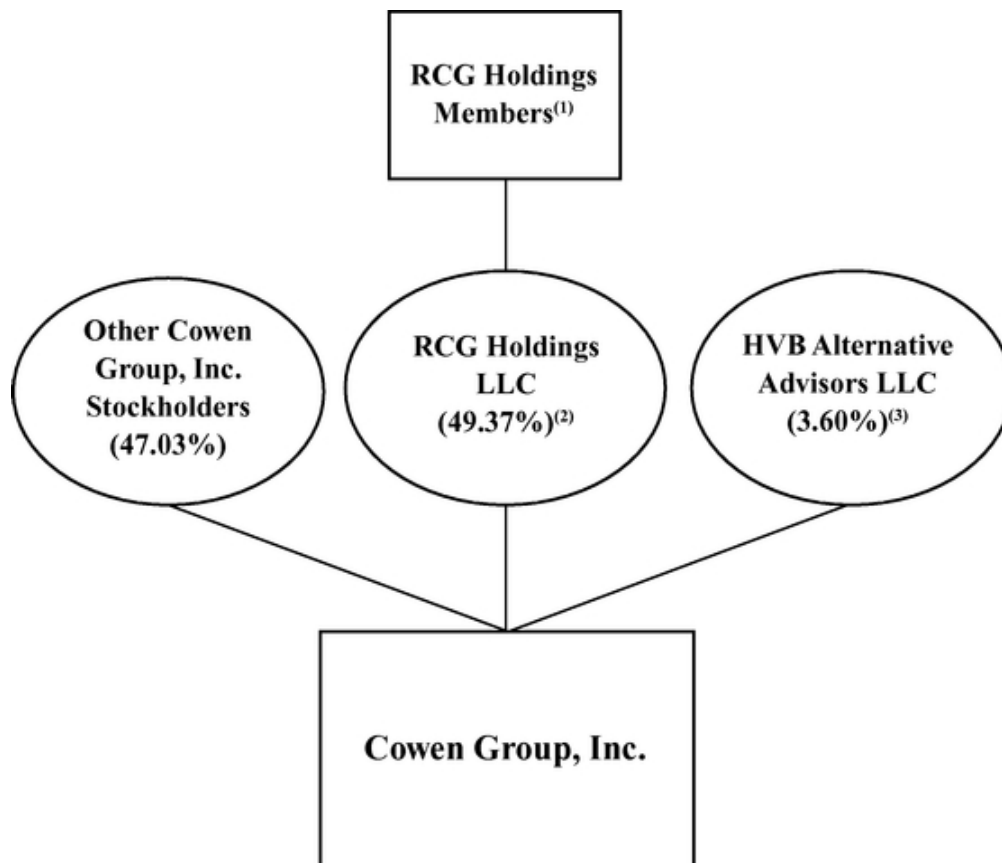 RCG Holdings
Members(1)
Other Cowen
Group, Inc.
Stockholders
(47.03%)
RCG Holdings
LLC
(49.37%)(2)
HVB Alternative
Advisors LLC
(3.60%)(3)
Cowen Group, Inc.